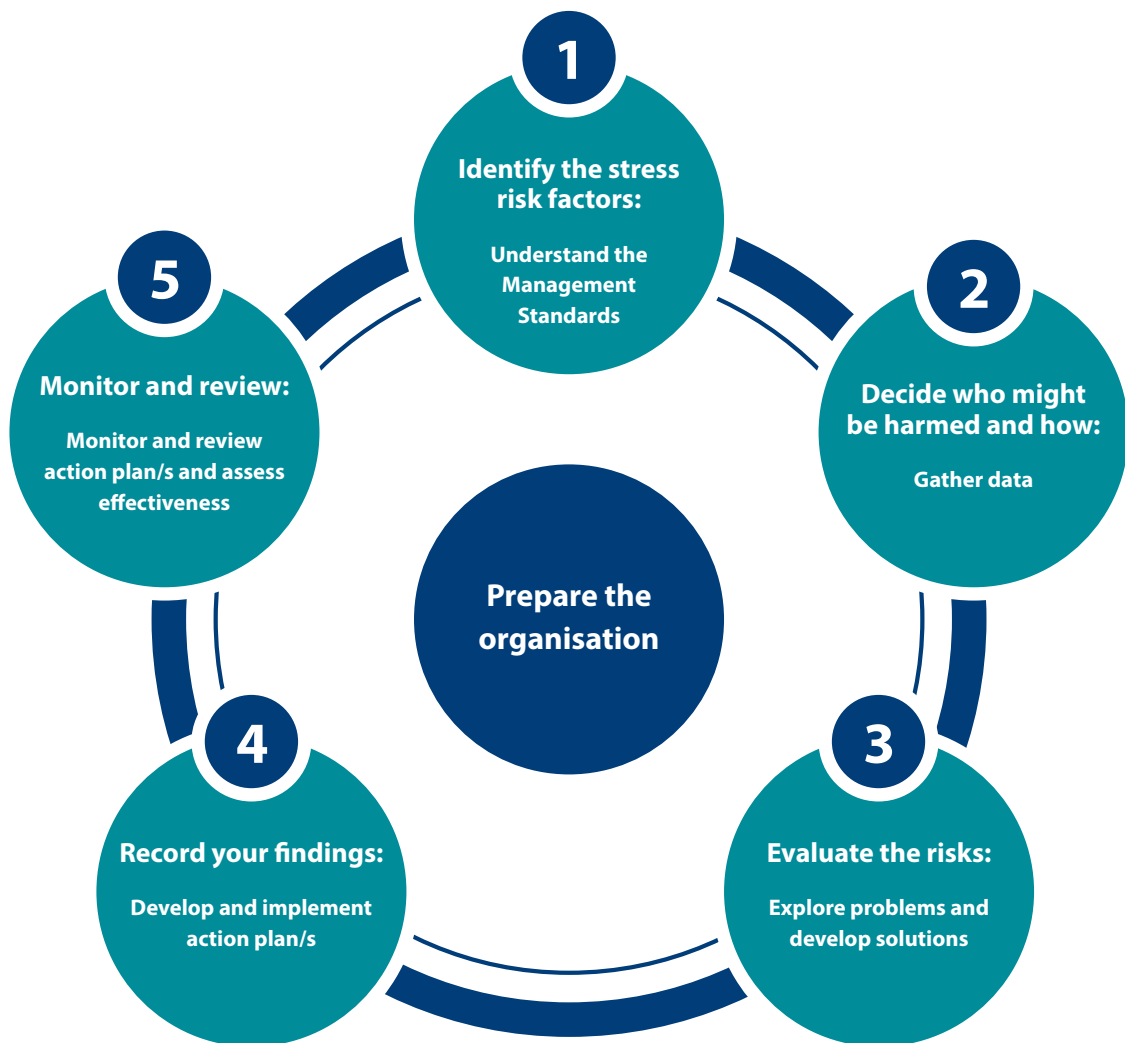 1
Identify the stress
risk factors:
Understand the
Management
Standards
2
Decide who might
be harmed and how:
Gather data
3
Evaluate the risks:
Explore problems and
develop solutions
4
Record your findings:
Develop and implement
action plan/s
5
Monitor and review:
Monitor and review
action plan/s and assess
effectiveness
Prepare the
organisation